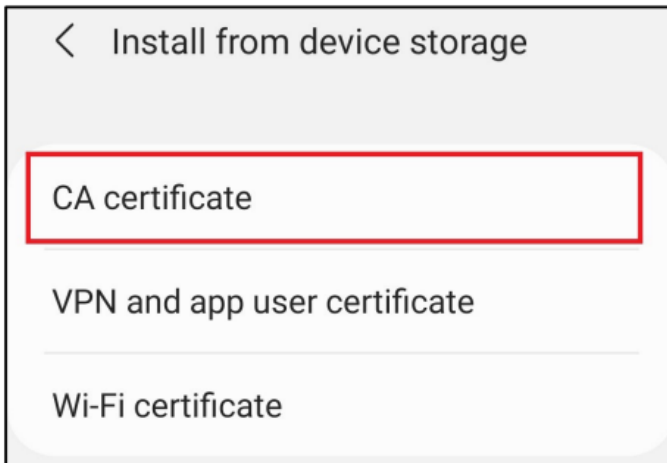 Install from device storage
CA certificate
VPN and app user certificate
Wi-Fi certificate